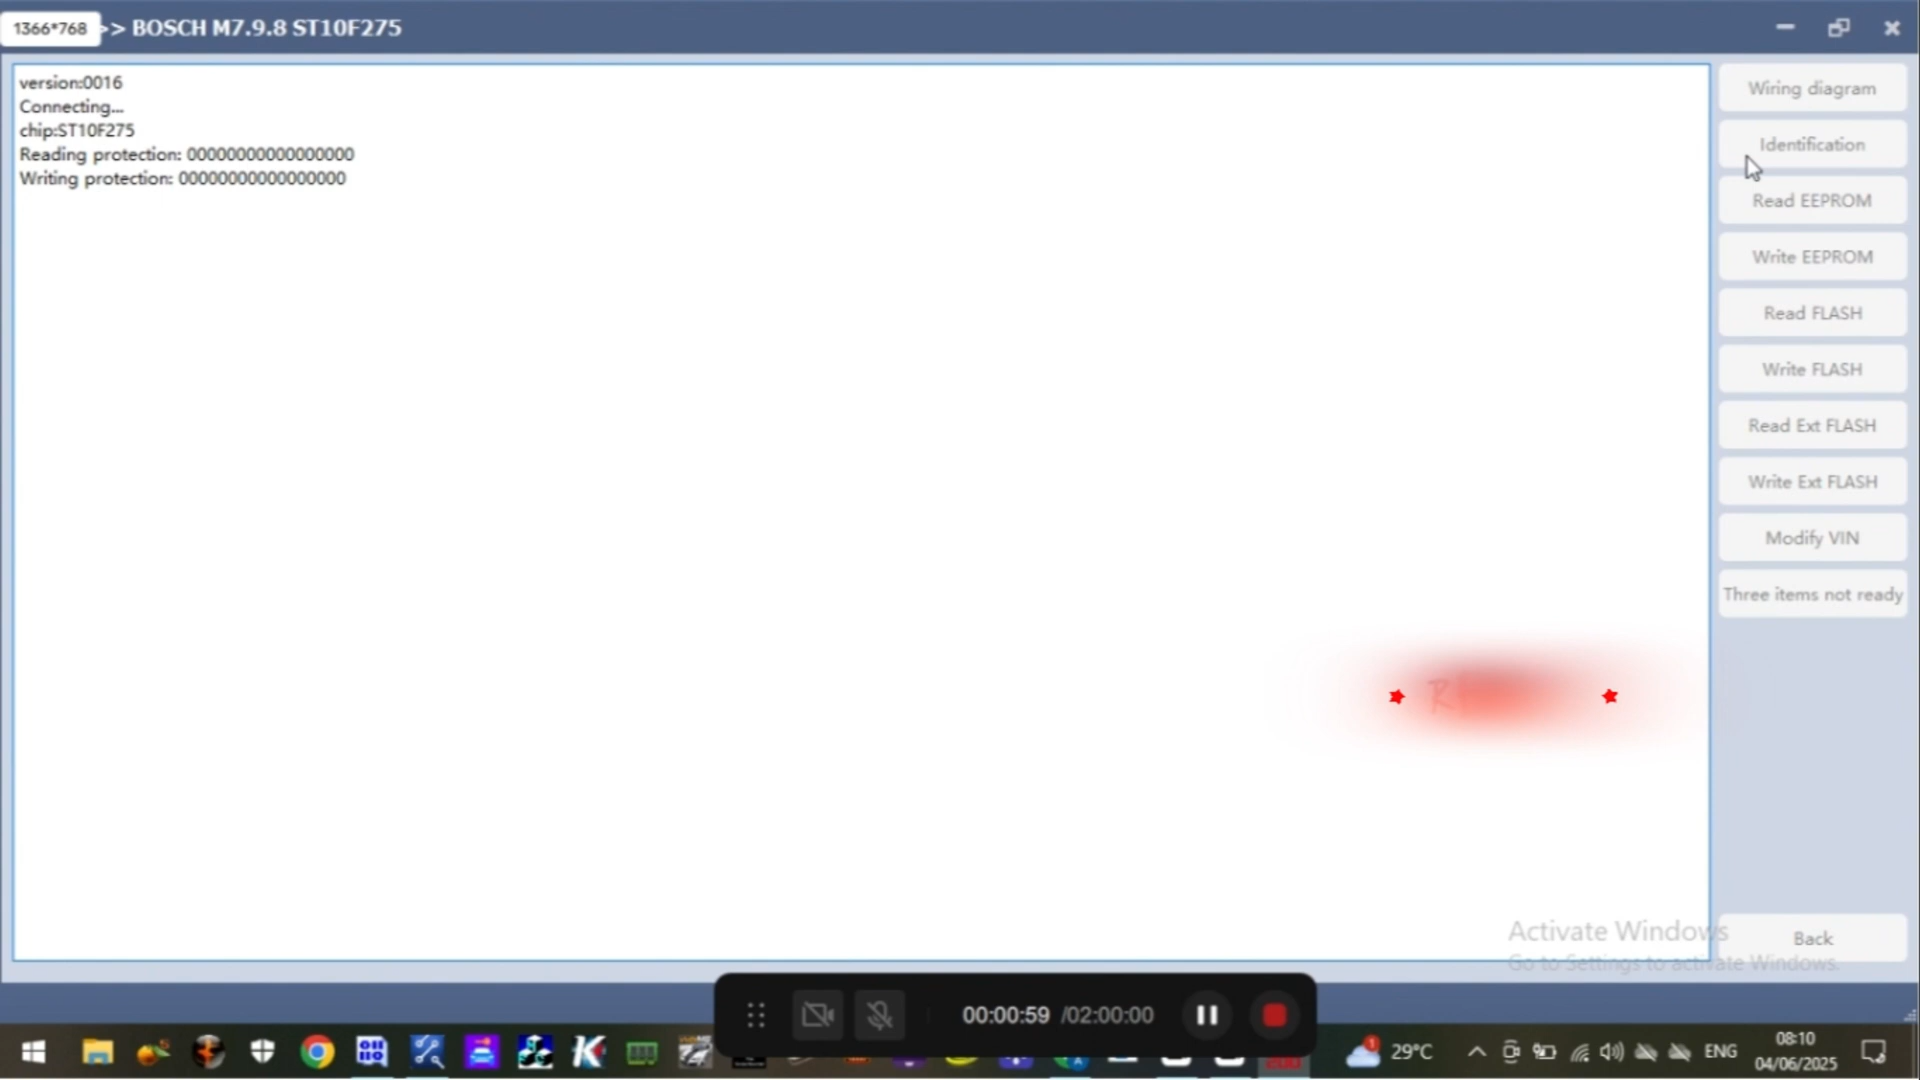 1366*768
>> BOSCH M7.9.8 ST10F275
version:0016
Connecting...
chip:ST10F275
Reading protection: 00000000000000000
Writing protection: 00000000000000000
Wiring diagram
Identification
Read EEPROM
Write EEPROM
Read FLASH
Write FLASH
Read Ext FLASH
Write Ext FLASH
Modify VIN
Three items not ready
Activate Windows
Go to Settings to activate Windows.
Back
00:00:59 /02:00:00
1
29°C
ENG
08:10
04/06/2025